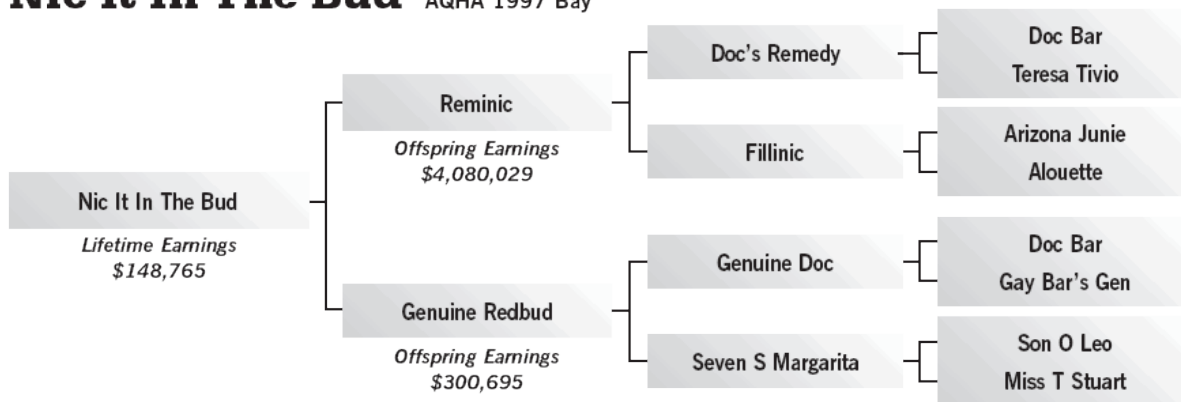 Nic It In The Bud AQHA 1997 Bay
Nic It In The Bud
Lifetime Earnings
$148,765
Reminic
Offspring Earnings
$4,080,029
Genuine Redbud
Offspring Earnings
$300,695
Doc's Remedy
Fillinic
Genuine Doc
Seven S Margarita
Doc Bar
Teresa Tivio
Arizona Junie
Alouette
Doc Bar
Gay Bar's Gen
Son O Leo
Miss T Stuart